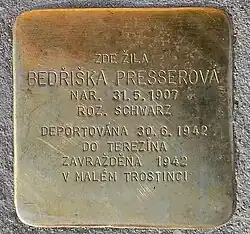 ZDE ŽILA
BEDŘIŠKA PRESSEROVÁ
NAR. 31.5.1907
ROZ. SCHWARZ
DEPORTOVÁNA 30.6.1942
DO TEREZÍNA
ZAVRAŽDĚNA 1942
V MALÉM TROSTINCI